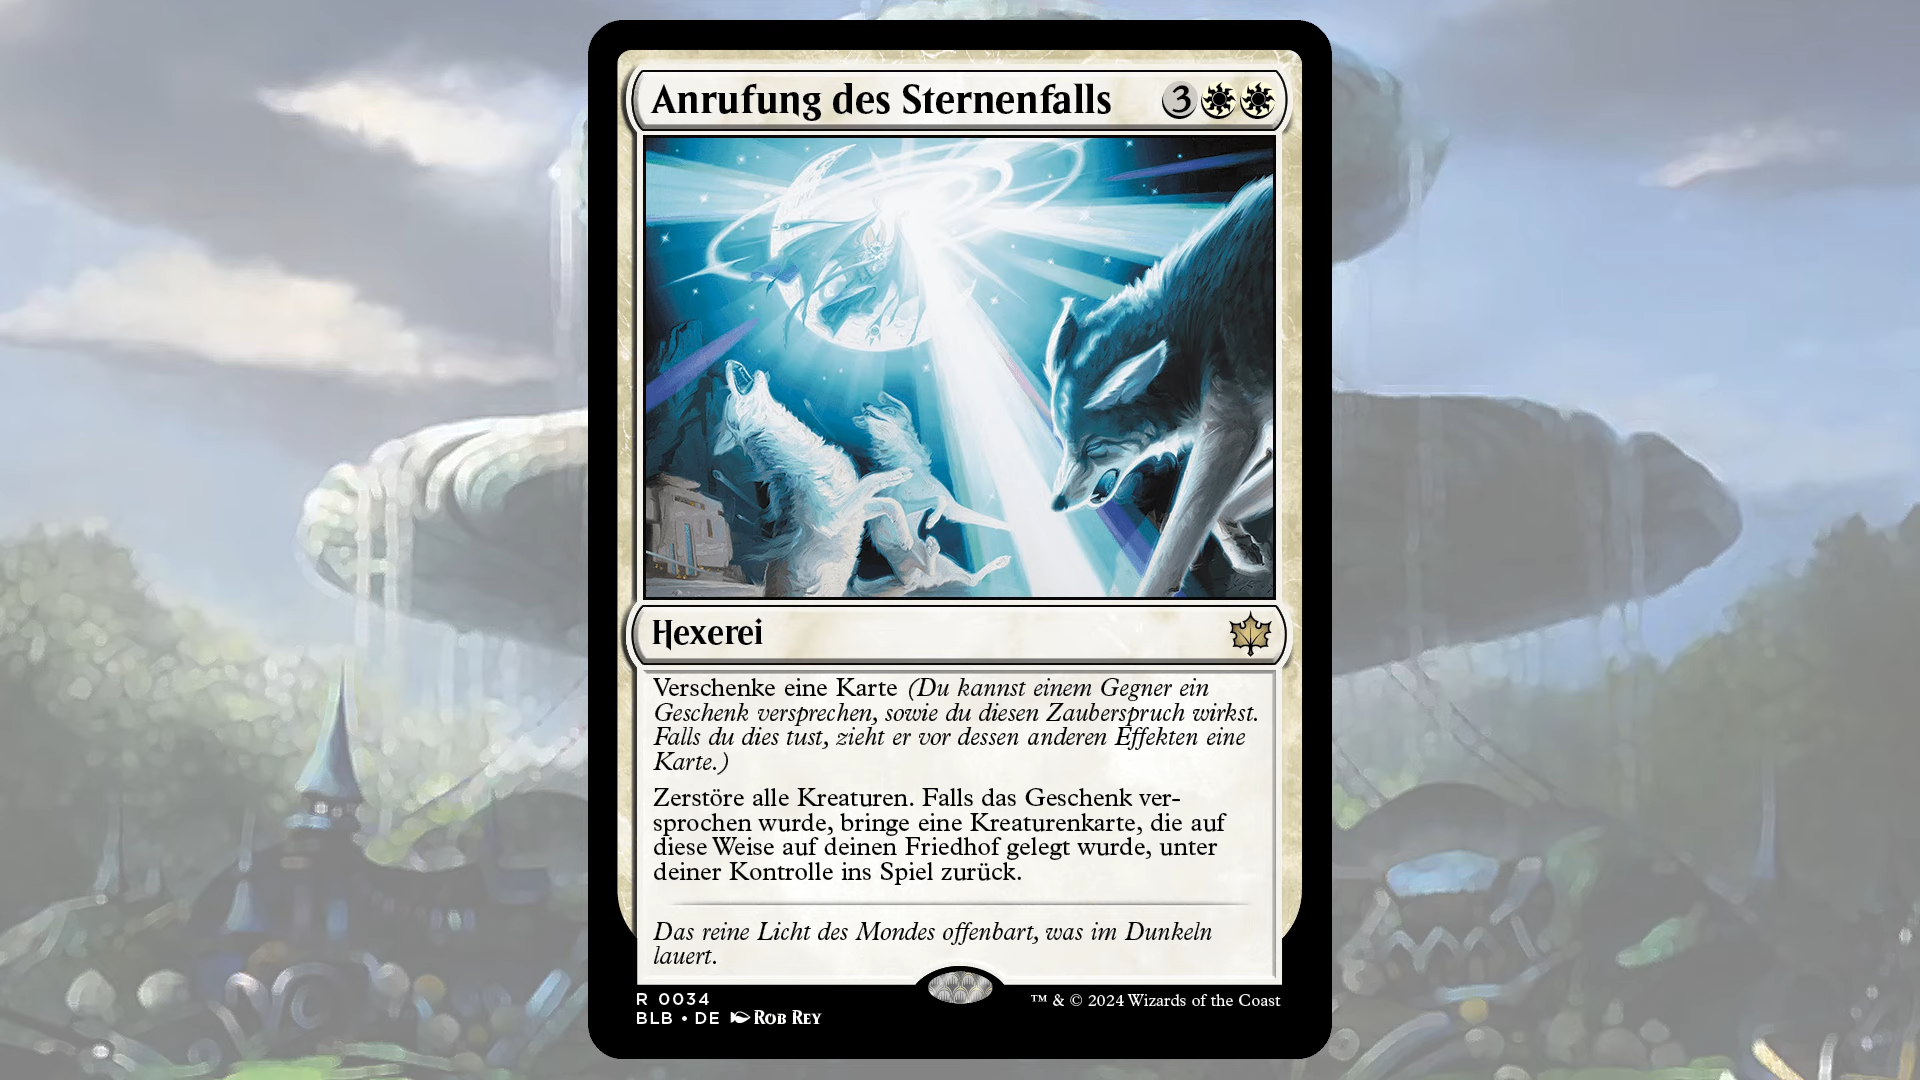 Anrufung des Sternenfalls 3
Hexerei
Verschenke eine Karte (Du kannst einem Gegner ein
Geschenk versprechen, sowie du diesen Zauberspruch wirkst.
Falls du dies tust, zieht er vor dessen anderen Effekten eine
Karte.)
Zerstöre alle Kreaturen. Falls das Geschenk ver-
sprochen wurde, bringe eine Kreaturenkarte, die auf
diese Weise auf deinen Friedhof gelegt wurde, unter
deiner Kontrolle ins Spiel zurück.
Das reine Licht des Mondes offenbart, was im Dunkeln
lauert.
R 0034
BLB • DE Rob Rey
™ & © 2024 Wizards of the Coast